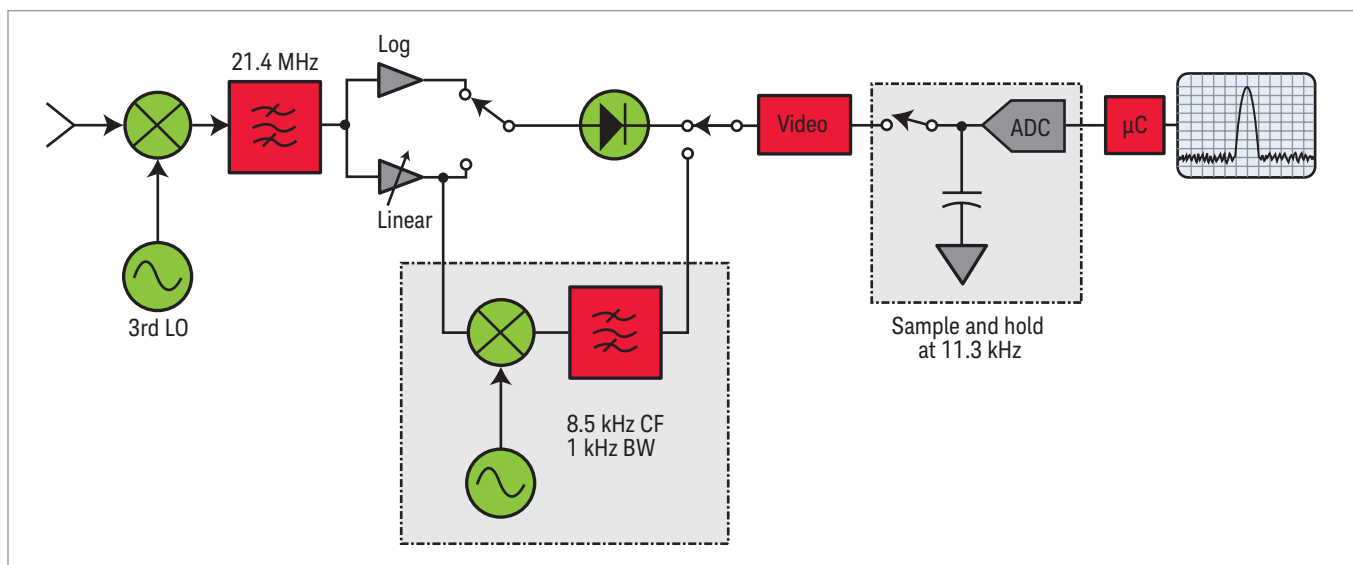 Log
21.4 MHz
Video
ADC
µC
Linear
3rd LO
Sample and hold
at 11.3 kHz
8.5 kHz CF
1 kHz BW